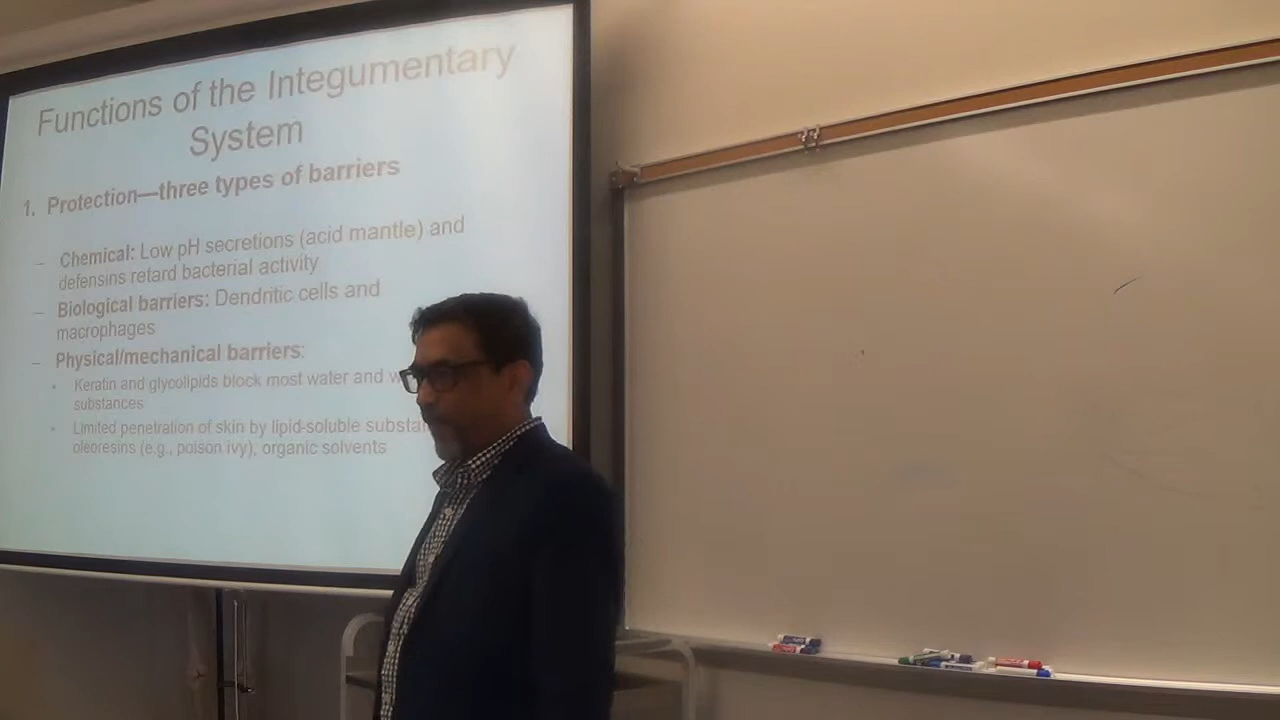 Functions of the Integumentary
System
1. Protection—three types of barriers
– Chemical: Low pH secretions (acid mantle) and
defensins retard bacterial activity
– Biological barriers: Dendritic cells and
macrophages
– Physical/mechanical barriers:
• Keratin and glycolipids block most water and
substances
• Limited penetration of skin by lipid-soluble
oleoresins (e.g., poison ivy), organic solvents